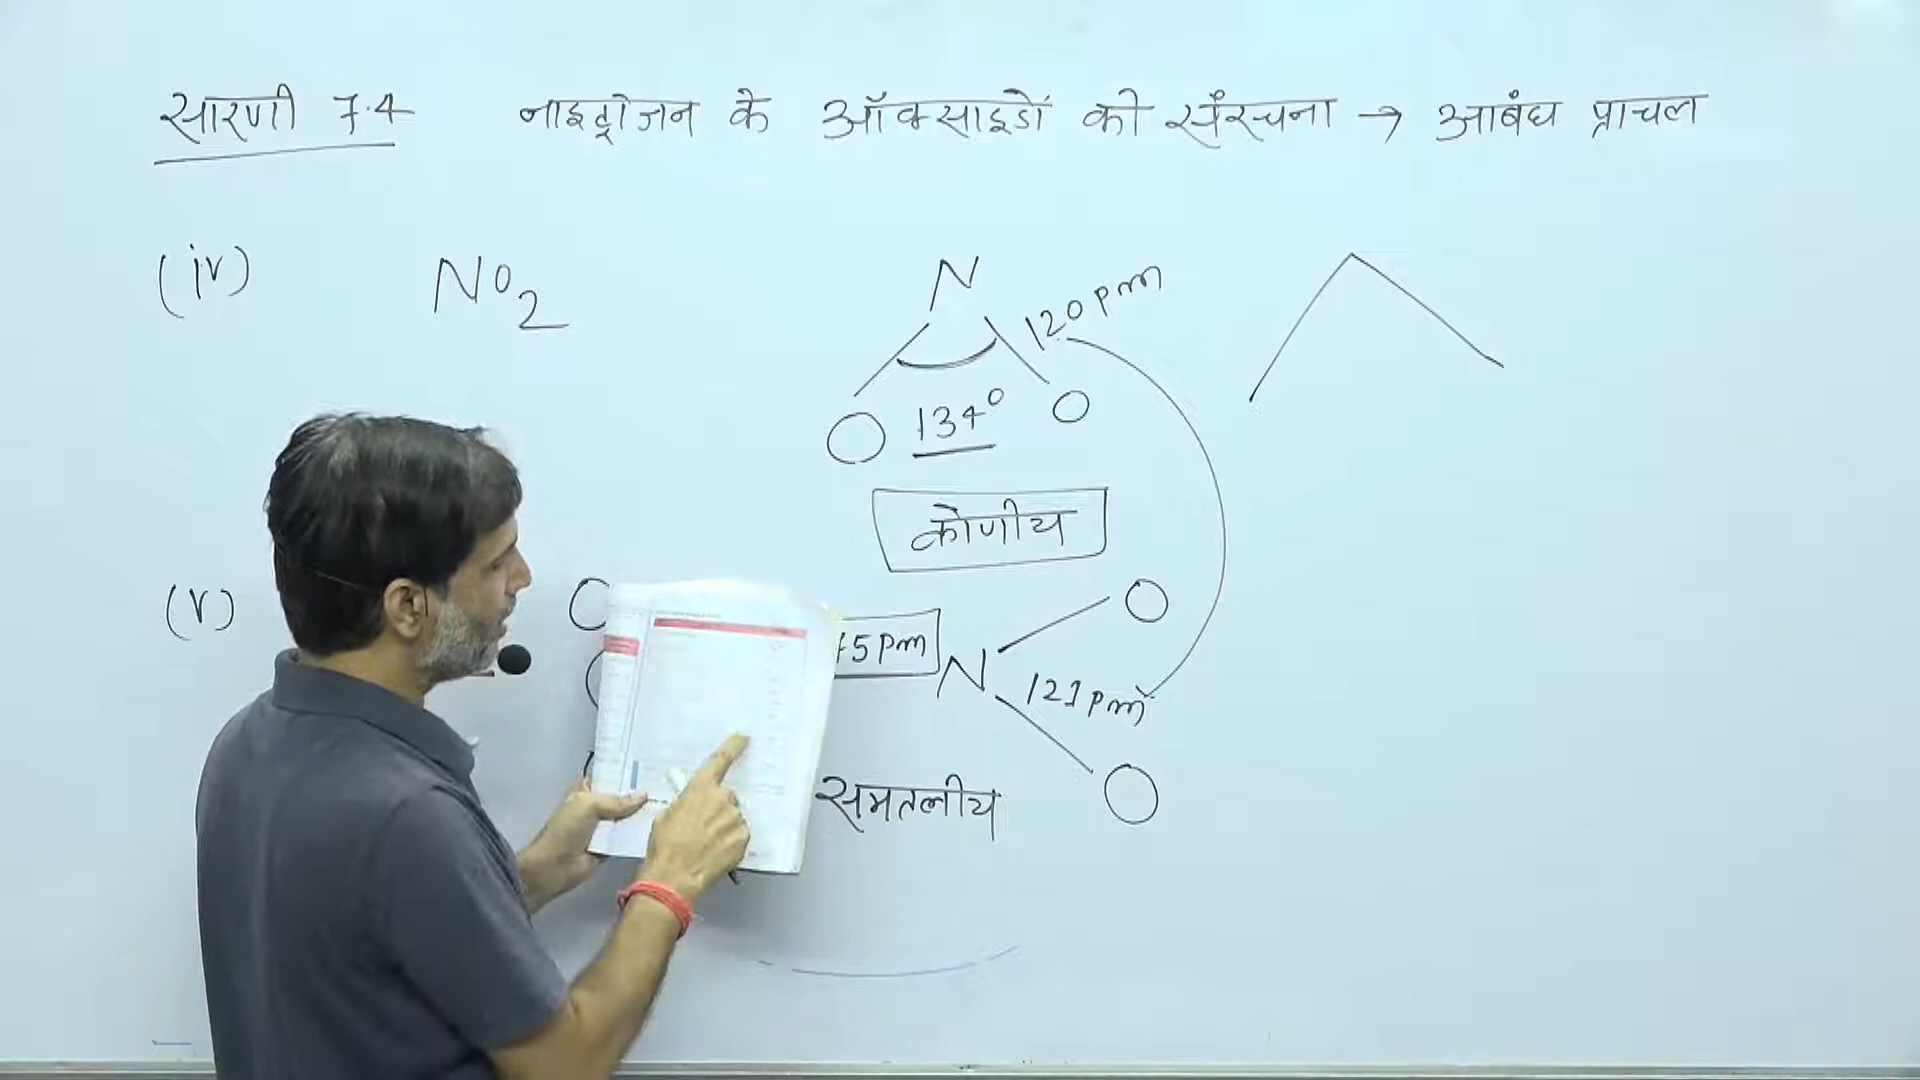 सारणी 7.4 नाइट्रोजन के ऑक्साइडों की संरचना → आबंध प्राचल
(iv) NO2
N
120 pm
O 134° O
कोणीय
(v) O
O
75 pm N
121 pm
समतलीय O